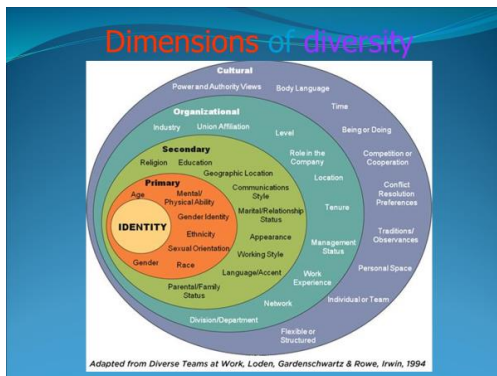 Dimensions of diversity
Cultural
Power and Authority Views
Body Language
Time
Organizational
Industry
Union Affiliation
Level
Being or Doing
Secondary
Religion
Education
Role in the
Company
Competition or
Cooperation
Geographic Location
Location
Primary
Age
Mental/
Physical Ability
Communications
Style
Conflict
Resolution
Preferences
Gender Identity
Marital/Relationship
Status
Tenure
IDENTITY
Ethnicity
Appearance
Traditions/
Observances
Sexual Orientation
Working Style
Management
Status
Gender
Race
Language/Accent
Personal Space
Work
Experience
Parental/Family
Status
Network
Individual or Team
Division/Department
Flexible or
Structured
Adapted from Diverse Teams at Work, Loden, Gardenschwartz & Rowe, Irwin, 1994